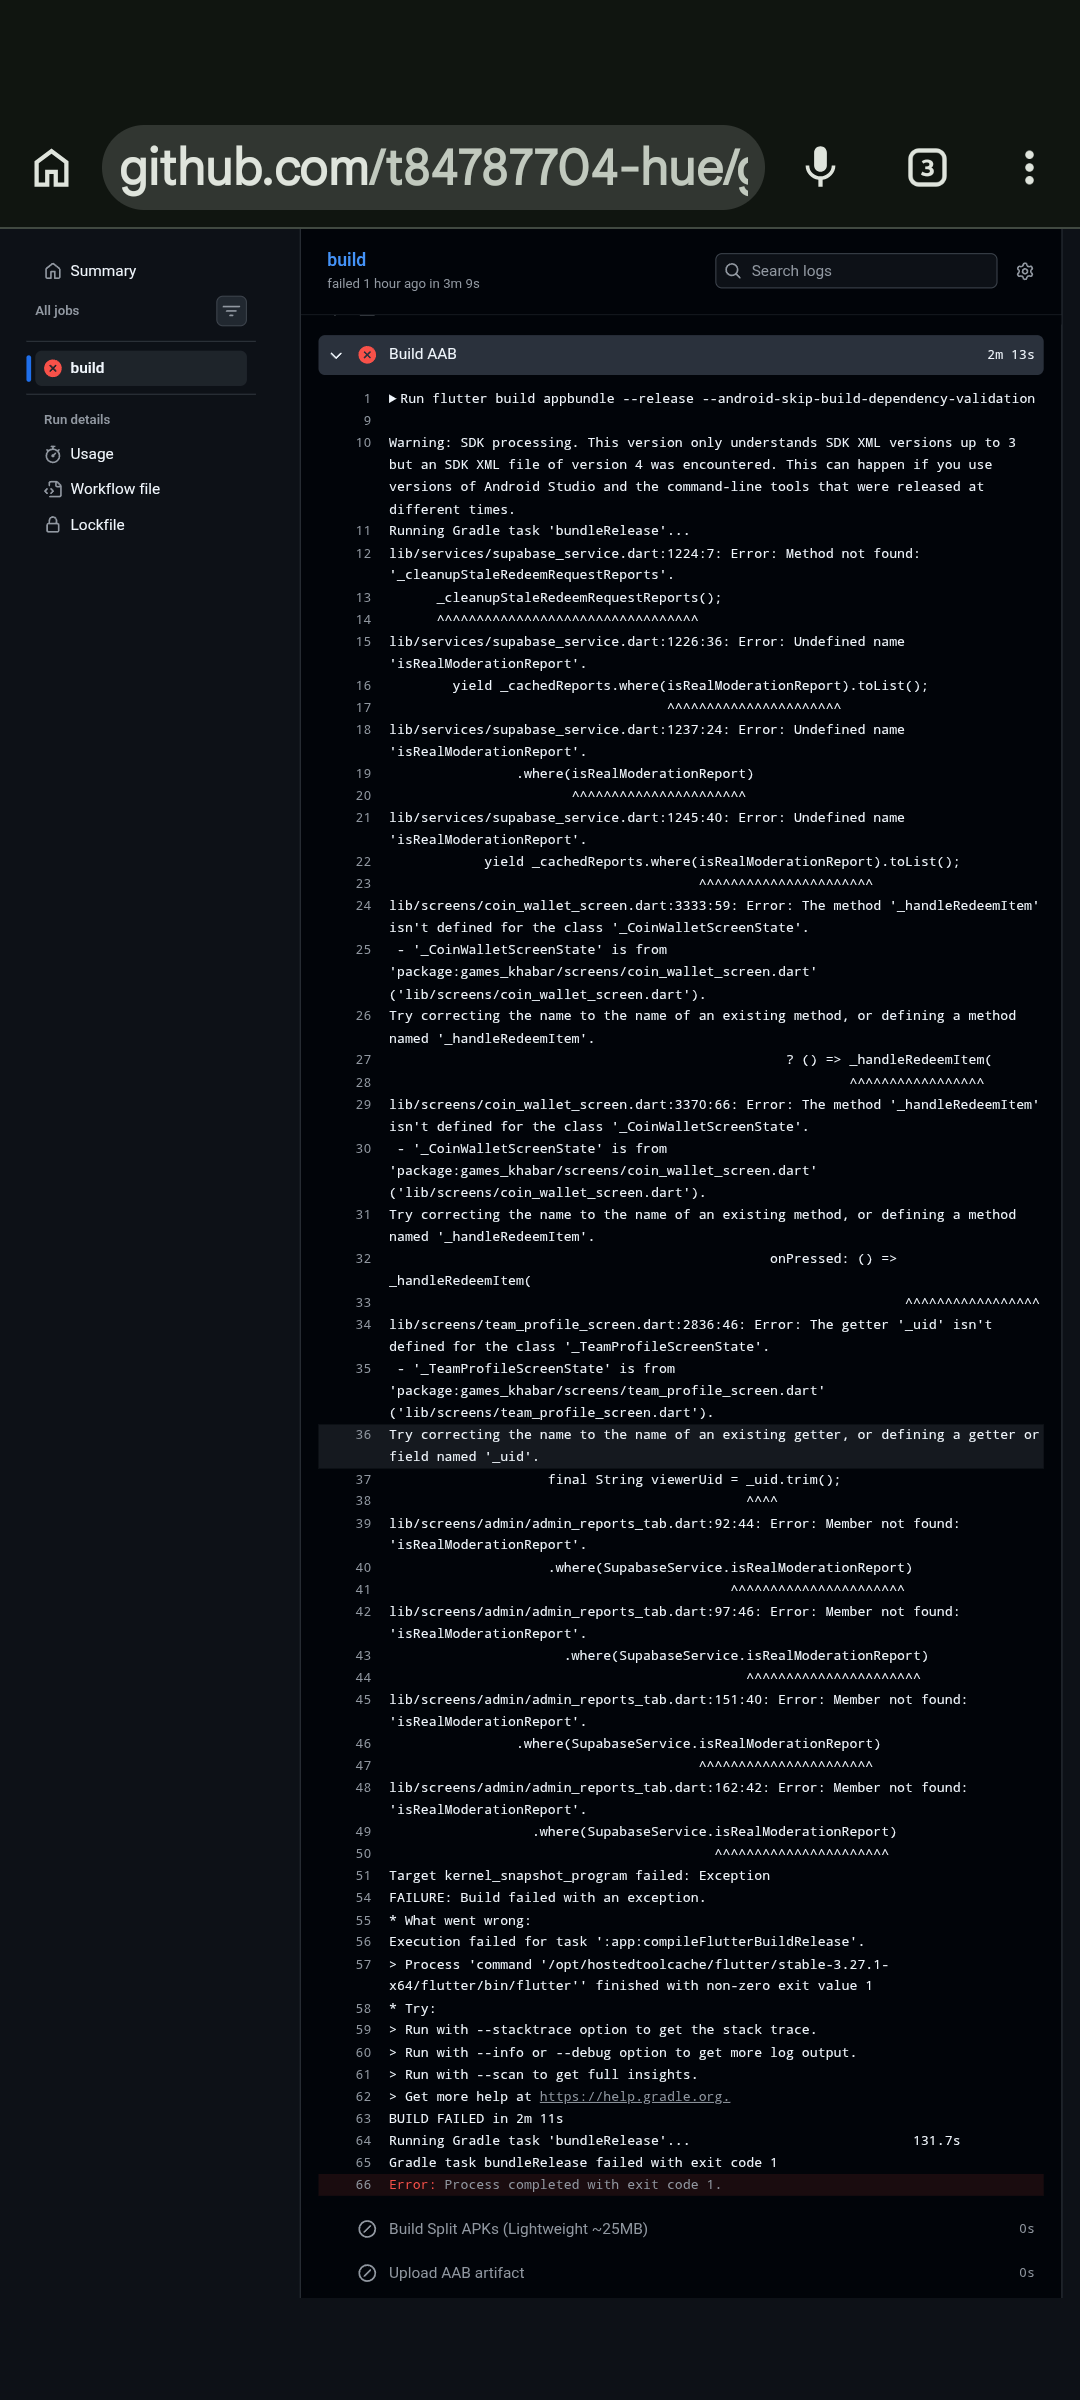 github.com/t84787704-hue/g
3
Summary
All jobs
build
Run details
Usage
Workflow file
Lockfile
build
failed 1 hour ago in 3m 9s
Search logs
Build AAB 2m 13s
1 Run flutter build appbundle --release --android-skip-build-dependency-validation
9
10 Warning: SDK processing. This version only understands SDK XML versions up to 3
but an SDK XML file of version 4 was encountered. This can happen if you use
versions of Android Studio and the command-line tools that were released at
different times.
11 Running Gradle task 'bundleRelease'...
12 lib/services/supabase_service.dart:1224:7: Error: Method not found:
'_cleanupStaleRedeemRequestReports'.
13 _cleanupStaleRedeemRequestReports();
14 ^^^^^^^^^^^^^^^^^^^^^^^^^^^^^^^^^
15 lib/services/supabase_service.dart:1226:36: Error: Undefined name
'isRealModerationReport'.
16 yield _cachedReports.where(isRealModerationReport).toList();
17 ^^^^^^^^^^^^^^^^^^^^^^
18 lib/services/supabase_service.dart:1237:24: Error: Undefined name
'isRealModerationReport'.
19 .where(isRealModerationReport)
20 ^^^^^^^^^^^^^^^^^^^^^^
21 lib/services/supabase_service.dart:1245:40: Error: Undefined name
'isRealModerationReport'.
22 yield _cachedReports.where(isRealModerationReport).toList();
23 ^^^^^^^^^^^^^^^^^^^^^^
24 lib/screens/coin_wallet_screen.dart:3333:59: Error: The method '_handleRedeemItem'
isn't defined for the class '_CoinWalletScreenState'.
25 - '_CoinWalletScreenState' is from
'package:games_khabar/screens/coin_wallet_screen.dart'
('lib/screens/coin_wallet_screen.dart').
26 Try correcting the name to the name of an existing method, or defining a method
named '_handleRedeemItem'.
27 ? () => _handleRedeemItem(
28 ^^^^^^^^^^^^^^^^^
29 lib/screens/coin_wallet_screen.dart:3370:66: Error: The method '_handleRedeemItem'
isn't defined for the class '_CoinWalletScreenState'.
30 - '_CoinWalletScreenState' is from
'package:games_khabar/screens/coin_wallet_screen.dart'
('lib/screens/coin_wallet_screen.dart').
31 Try correcting the name to the name of an existing method, or defining a method
named '_handleRedeemItem'.
32 onPressed: () =>
_handleRedeemItem(
33 ^^^^^^^^^^^^^^^^^
34 lib/screens/team_profile_screen.dart:2836:46: Error: The getter '_uid' isn't
defined for the class '_TeamProfileScreenState'.
35 - '_TeamProfileScreenState' is from
'package:games_khabar/screens/team_profile_screen.dart'
('lib/screens/team_profile_screen.dart').
36 Try correcting the name to the name of an existing getter, or defining a getter or
field named '_uid'.
37 final String viewerUid = _uid.trim();
38 ^^^^
39 lib/screens/admin/admin_reports_tab.dart:92:44: Error: Member not found:
'isRealModerationReport'.
40 .where(SupabaseService.isRealModerationReport)
41 ^^^^^^^^^^^^^^^^^^^^^^
42 lib/screens/admin/admin_reports_tab.dart:97:46: Error: Member not found:
'isRealModerationReport'.
43 .where(SupabaseService.isRealModerationReport)
44 ^^^^^^^^^^^^^^^^^^^^^^
45 lib/screens/admin/admin_reports_tab.dart:151:40: Error: Member not found:
'isRealModerationReport'.
46 .where(SupabaseService.isRealModerationReport)
47 ^^^^^^^^^^^^^^^^^^^^^^
48 lib/screens/admin/admin_reports_tab.dart:162:42: Error: Member not found:
'isRealModerationReport'.
49 .where(SupabaseService.isRealModerationReport)
50 ^^^^^^^^^^^^^^^^^^^^^^
51 Target kernel_snapshot_program failed: Exception
54 FAILURE: Build failed with an exception.
55 * What went wrong:
56 Execution failed for task ':app:compileFlutterBuildRelease'.
57 > Process 'command '/opt/hostedtoolcache/flutter/stable-3.27.1-
x64/flutter/bin/flutter'' finished with non-zero exit value 1
58 * Try:
59 > Run with --stacktrace option to get the stack trace.
60 > Run with --info or --debug option to get more log output.
61 > Run with --scan to get full insights.
62 > Get more help at https://help.gradle.org.
63 BUILD FAILED in 2m 11s
64 Running Gradle task 'bundleRelease'... 131.7s
65 Gradle task bundleRelease failed with exit code 1
66 Error: Process completed with exit code 1.
Build Split APKs (Lightweight ~25MB) 0s
Upload AAB artifact 0s